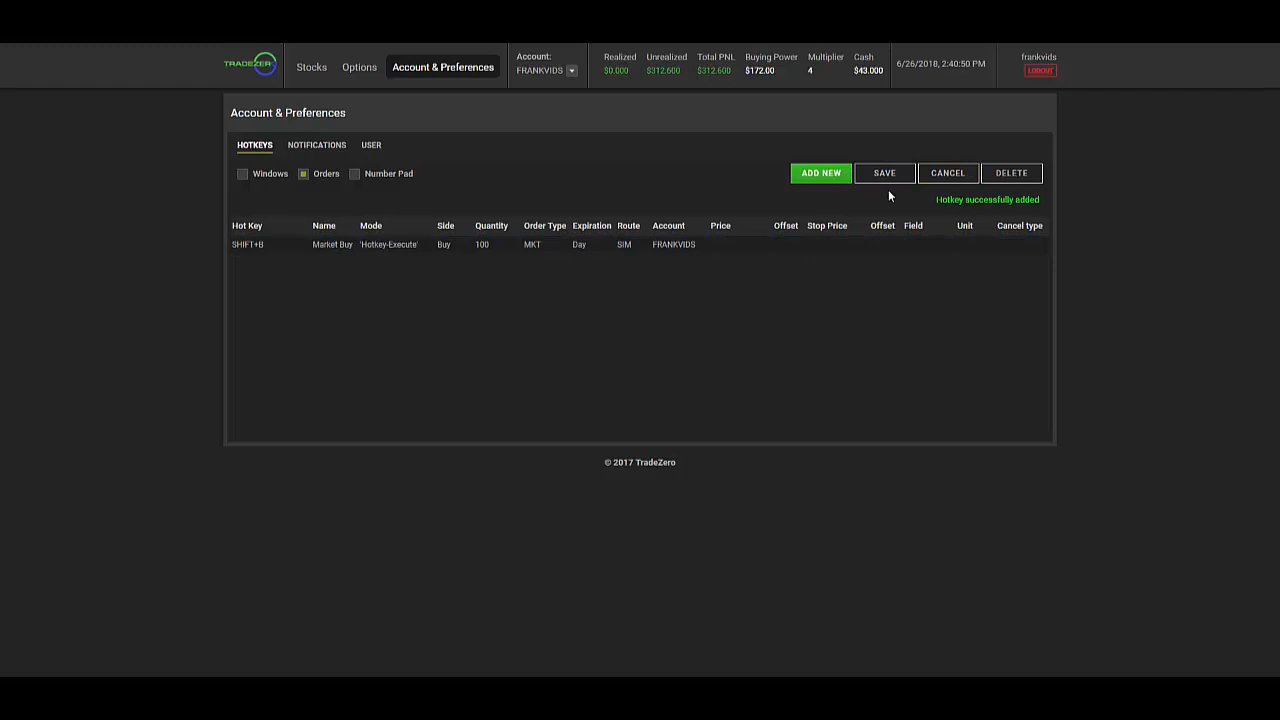 TRADEZERO
Stocks
Options
Account & Preferences
Account:
FRANKVIDS
Realized Unrealized Total PNL Buying Power Multiplier Cash
$0.000 $312.600 $312.600 $172.00 4 $43.000
6/26/2018, 2:40:50 PM
frankvids
LOGOUT
Account & Preferences
HOTKEYS NOTIFICATIONS USER
Windows Orders Number Pad
ADD NEW SAVE CANCEL DELETE
Hotkey successfully added
Hot Key Name Mode Side Quantity Order Type Expiration Route Account Price Offset Stop Price Offset Field Unit Cancel type
SHIFT+B Market Buy 'Hotkey-Execute' Buy 100 MKT Day SIM FRANKVIDS
© 2017 TradeZero